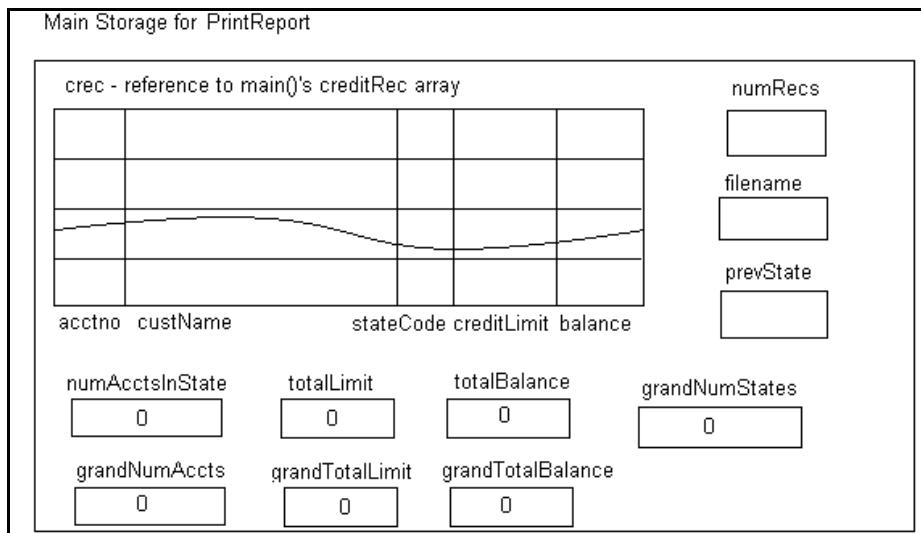 Main Storage for PrintReport
crec - reference to main()'s creditRec array
numRecs
filename
prevState
acctno custName stateCode creditLimit balance
numAcctsInState totalLimit totalBalance grandNumStates
0 0 0 0
grandNumAccts grandTotalLimit grandTotalBalance
0 0 0